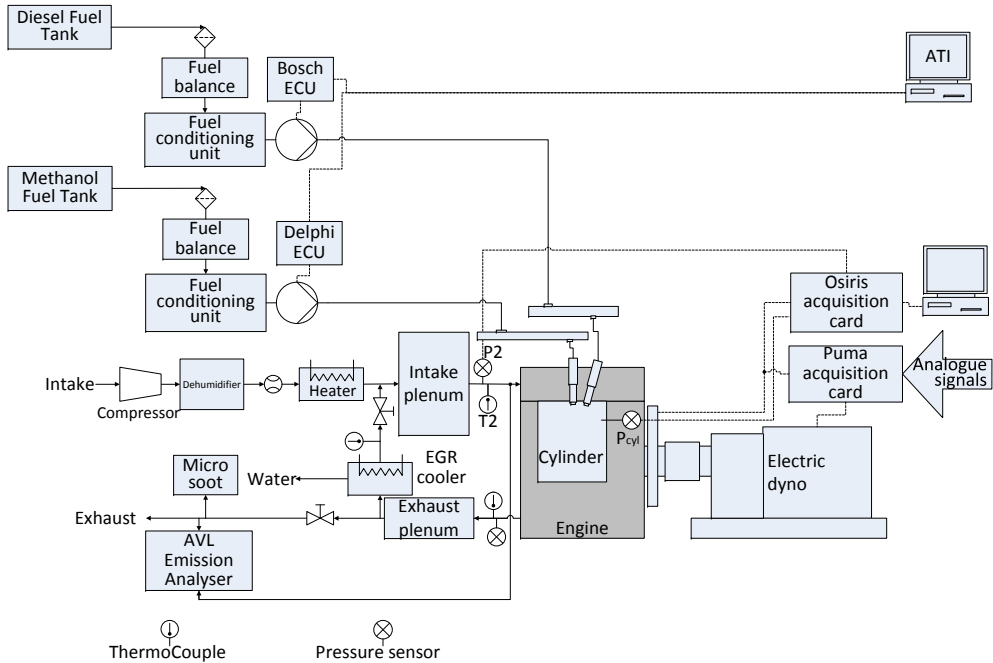 Diesel Fuel
Tank
Fuel
balance
Bosch
ECU
ATI
Fuel
conditioning
unit
Methanol
Fuel Tank
Fuel
balance
Delphi
ECU
Fuel
conditioning
unit
Osiris
acquisition
card
P2
Intake
Compressor
Dehumidifier
Heater
Intake
plenum
T2
Puma
acquisition
card
Analogue
signals
Pcyl
Cylinder
Micro
soot
Water
EGR
cooler
Electric
dyno
Exhaust
Exhaust
plenum
Engine
AVL
Emission
Analyser
ThermoCouple
Pressure sensor